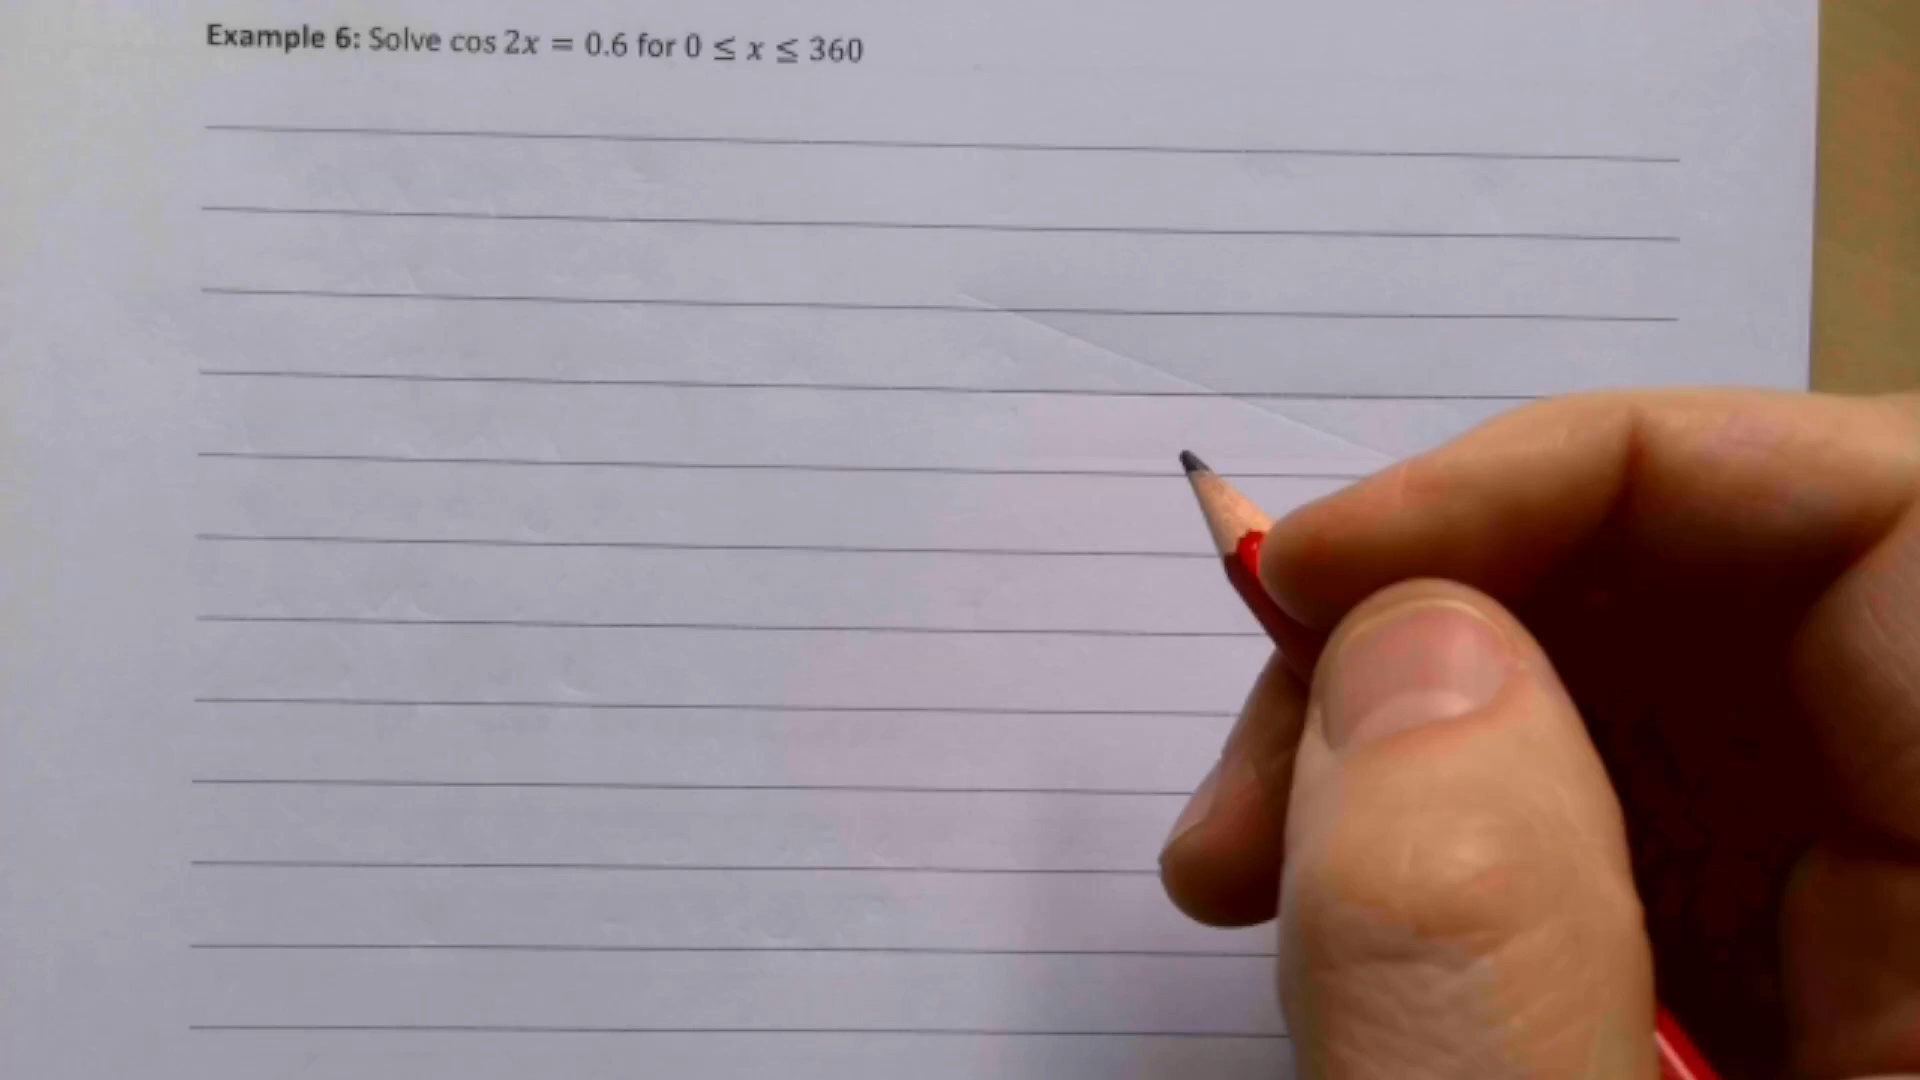 Example 6: Solve cos 2x = 0.6 for 0 ≤ x ≤ 360